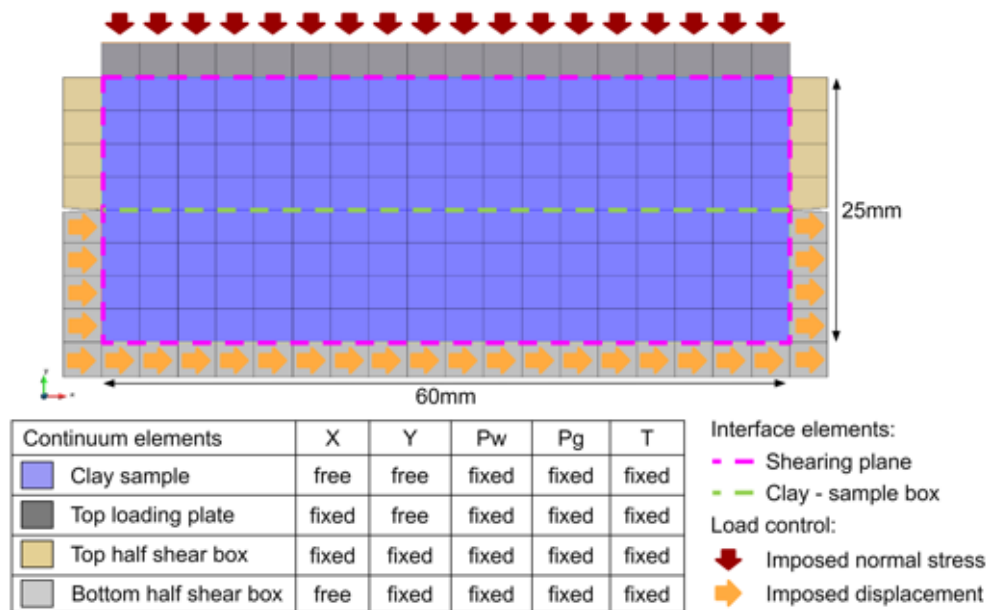 25mm
y
x
60mm
Continuum elements X Y Pw Pg T
Clay sample free free fixed fixed fixed
Top loading plate fixed free fixed fixed fixed
Top half shear box fixed fixed fixed fixed fixed
Bottom half shear box free fixed fixed fixed fixed
Interface elements:
Shearing plane
Clay - sample box
Load control:
Imposed normal stress
Imposed displacement